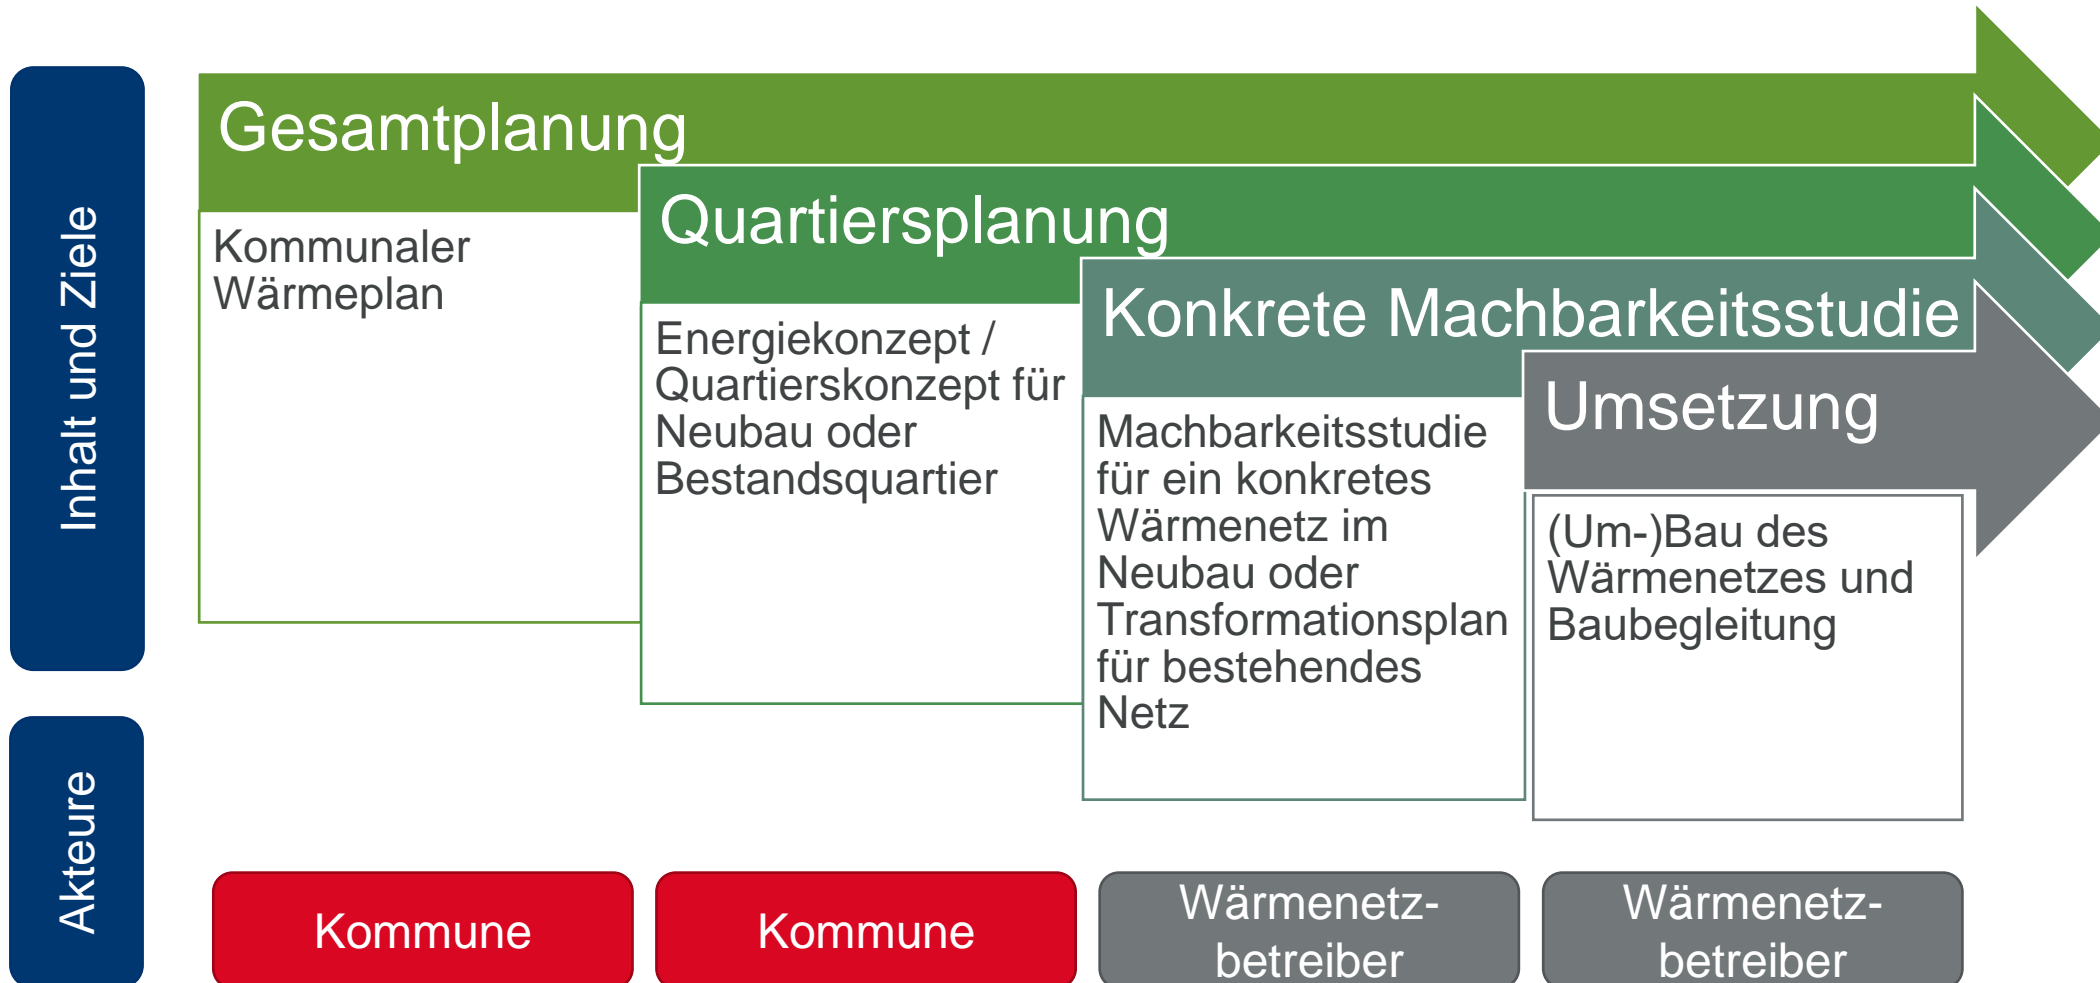 Inhalt und Ziele
Gesamtplanung
Kommunaler
Wärmeplan
Quartiersplanung
Energiekonzept /
Quartierskonzept für
Neubau oder
Bestandsquartier
Konkrete Machbarkeitsstudie
Machbarkeitsstudie
für ein konkretes
Wärmenetz im
Neubau oder
Transformationsplan
für bestehendes
Netz
Umsetzung
(Um-)Bau des
Wärmenetzes und
Baubegleitung
Akteure
Kommune
Kommune
Wärmenetz-
betreiber
Wärmenetz-
betreiber